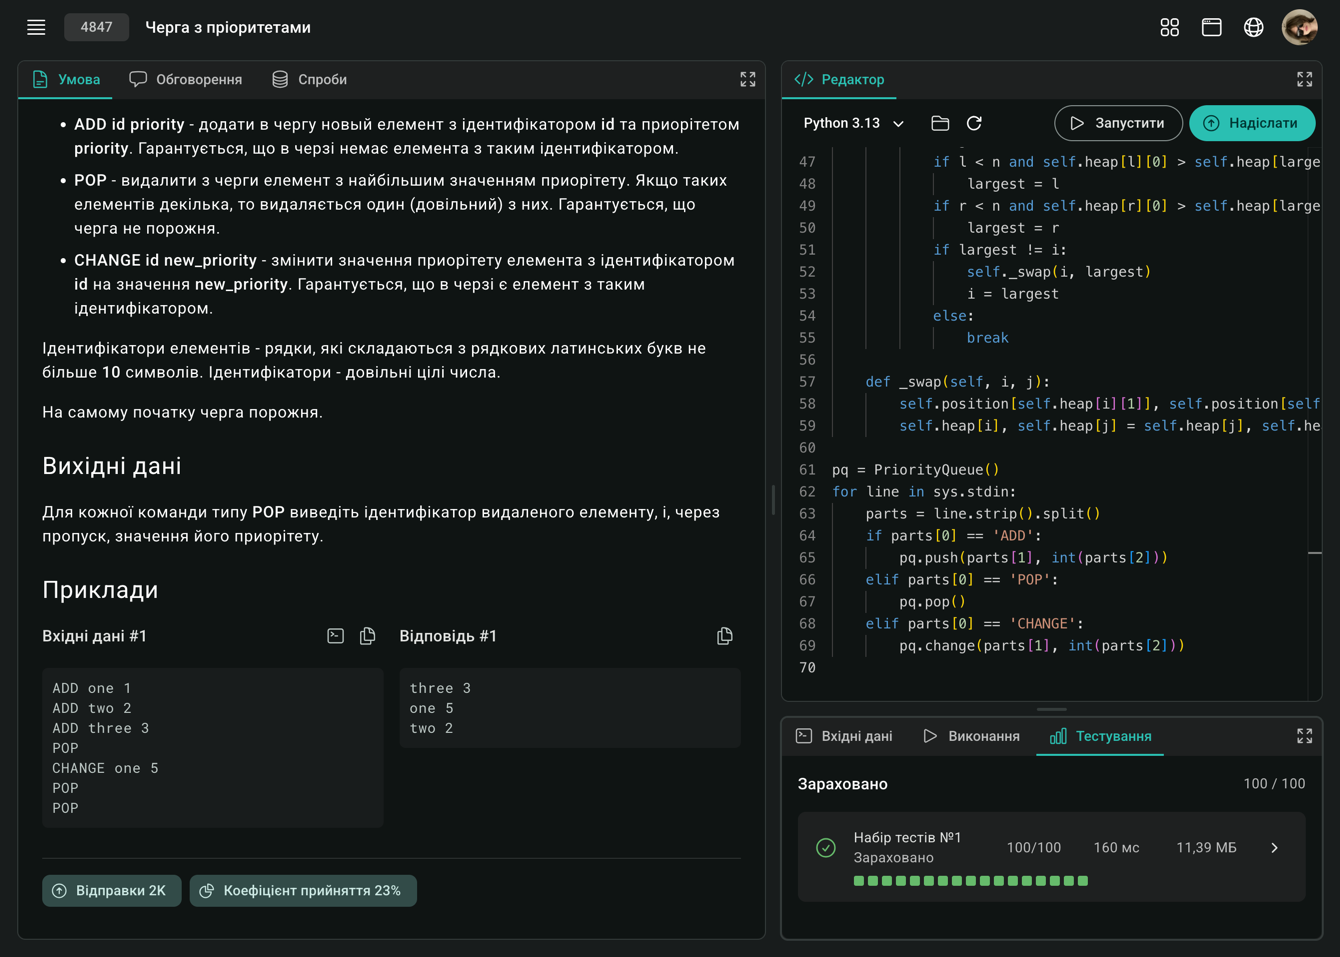 4847 Черга з пріоритетами
Умова Обговорення Спроби
• ADD id priority - додати в чергу новий елемент з ідентифікатором id та приорітетом
priority. Гарантується, що в черзі немає елемента з таким ідентифікатором.
• POP - видалити з черги елемент з найбільшим значенням приорітету. Якщо таких
елементів декілька, то видаляється один (довільний) з них. Гарантується, що
черга не порожня.
• CHANGE id new_priority - змінити значення приорітету елемента з ідентифікатором
id на значення new_priority. Гарантується, що в черзі є елемент з таким
ідентифікатором.
Ідентифікатори елементів - рядки, які складаються з рядкових латинських букв не
більше 10 символів. Ідентифікатори - довільні цілі числа.
На самому початку черга порожня.
Вихідні дані
Для кожної команди типу POP виведіть ідентифікатор видаленого елементу, і, через
пропуск, значення його приорітету.
Приклади
Вхідні дані #1
ADD one 1
ADD two 2
ADD three 3
POP
CHANGE one 5
POP
POP
Відповідь #1
three 3
one 5
two 2
Відправки 2K
Коефіцієнт прийняття 23%
Редактор
Python 3.13
Запустити
Надіслати
47 if l < n and self.heap[l][0] > self.heap[large
48 largest = l
49 if r < n and self.heap[r][0] > self.heap[large
50 largest = r
51 if largest != i:
52 self._swap(i, largest)
53 i = largest
54 else:
55 break
56
57 def _swap(self, i, j):
58 self.position[self.heap[i][1]], self.position[self
59 self.heap[i], self.heap[j] = self.heap[j], self.he
60
61 pq = PriorityQueue()
62 for line in sys.stdin:
63 parts = line.strip().split()
64 if parts[0] == 'ADD':
65 pq.push(parts[1], int(parts[2]))
66 elif parts[0] == 'POP':
67 pq.pop()
68 elif parts[0] == 'CHANGE':
69 pq.change(parts[1], int(parts[2]))
70
Вхідні дані Виконання Тестування
Зараховано 100 / 100
Набір тестів №1 100/100 160 мс 11,39 МБ
Зараховано